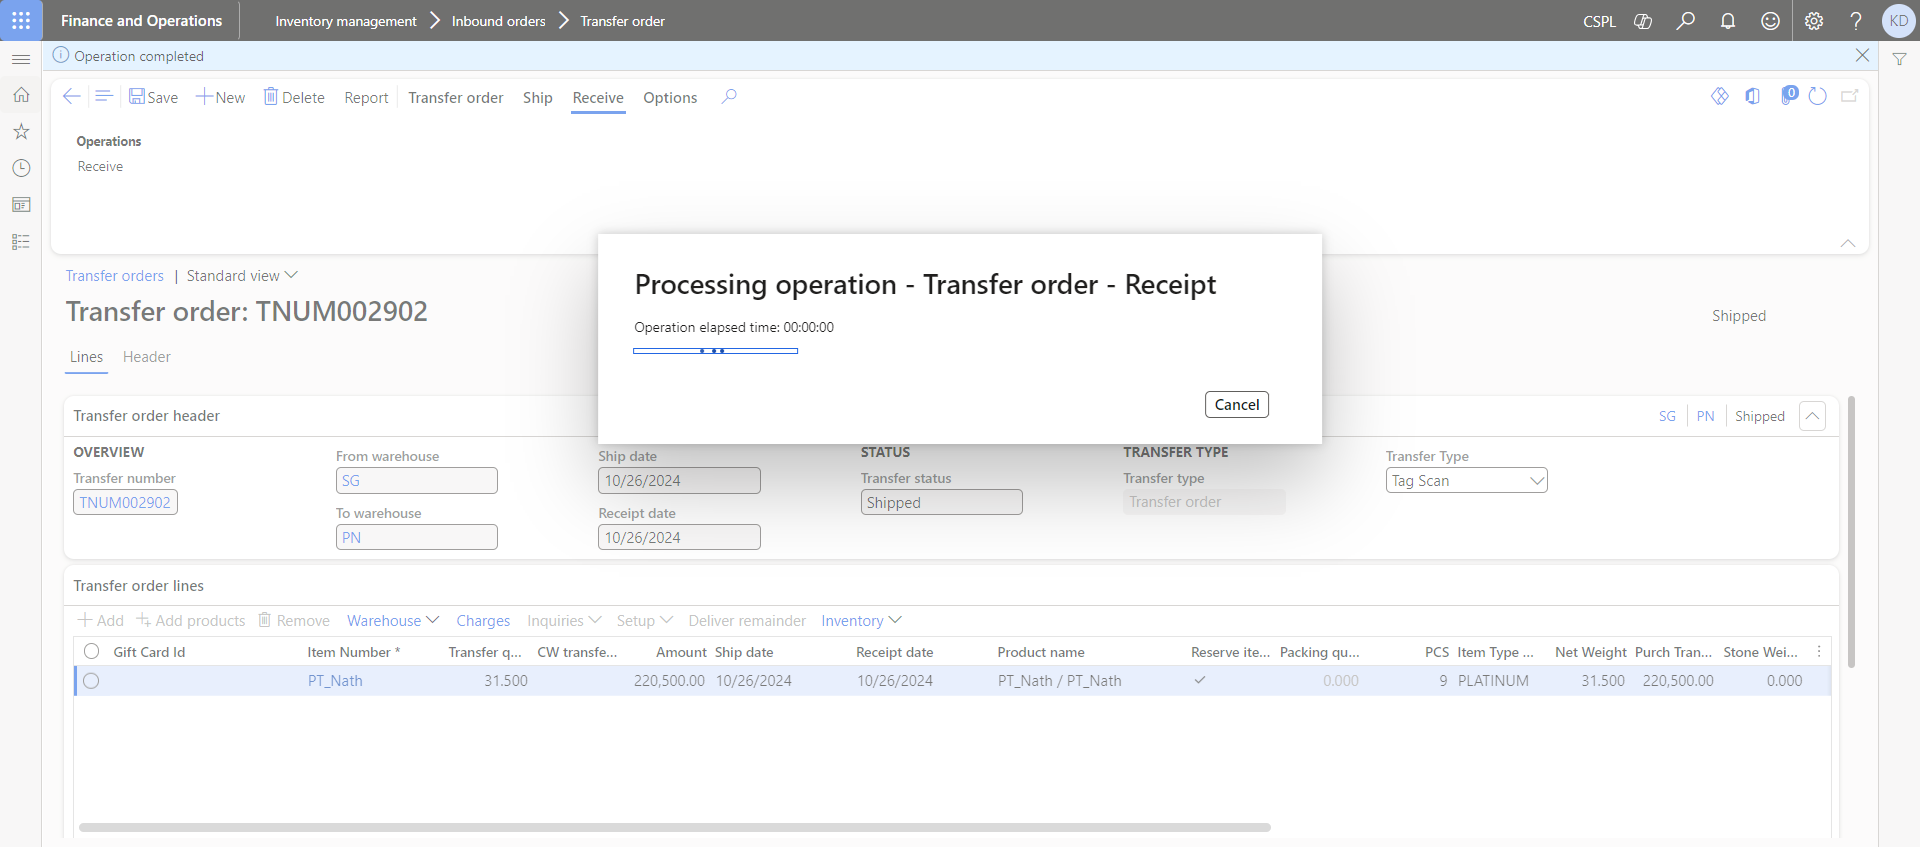 Finance and Operations Inventory management Inbound orders Transfer order CSPL ? KD
Operation completed
Save New Delete Report Transfer order Ship Receive Options 0
Operations
Receive
Processing operation - Transfer order - Receipt
Operation elapsed time: 00:00:00
Cancel
Transfer orders | Standard view
Transfer order: TNUM002902
Shipped
Lines Header
Transfer order header SG PN Shipped
OVERVIEW
Transfer number
TNUM002902
From warehouse
SG
To warehouse
PN
Ship date
10/26/2024
Receipt date
10/26/2024
STATUS
Transfer status
Shipped
TRANSFER TYPE
Transfer type
Transfer order
Transfer Type
Tag Scan
Transfer order lines
Add Add products Remove Warehouse Charges Inquiries Setup Deliver remainder Inventory
Gift Card Id Item Number * Transfer q... CW transfe... Amount Ship date Receipt date Product name Reserve ite... Packing qu... PCS Item Type ... Net Weight Purch Tran... Stone Wei...
PT_Nath 31.500 220,500.00 10/26/2024 10/26/2024 PT_Nath / PT_Nath 0.000 9 PLATINUM 31.500 220,500.00 0.000